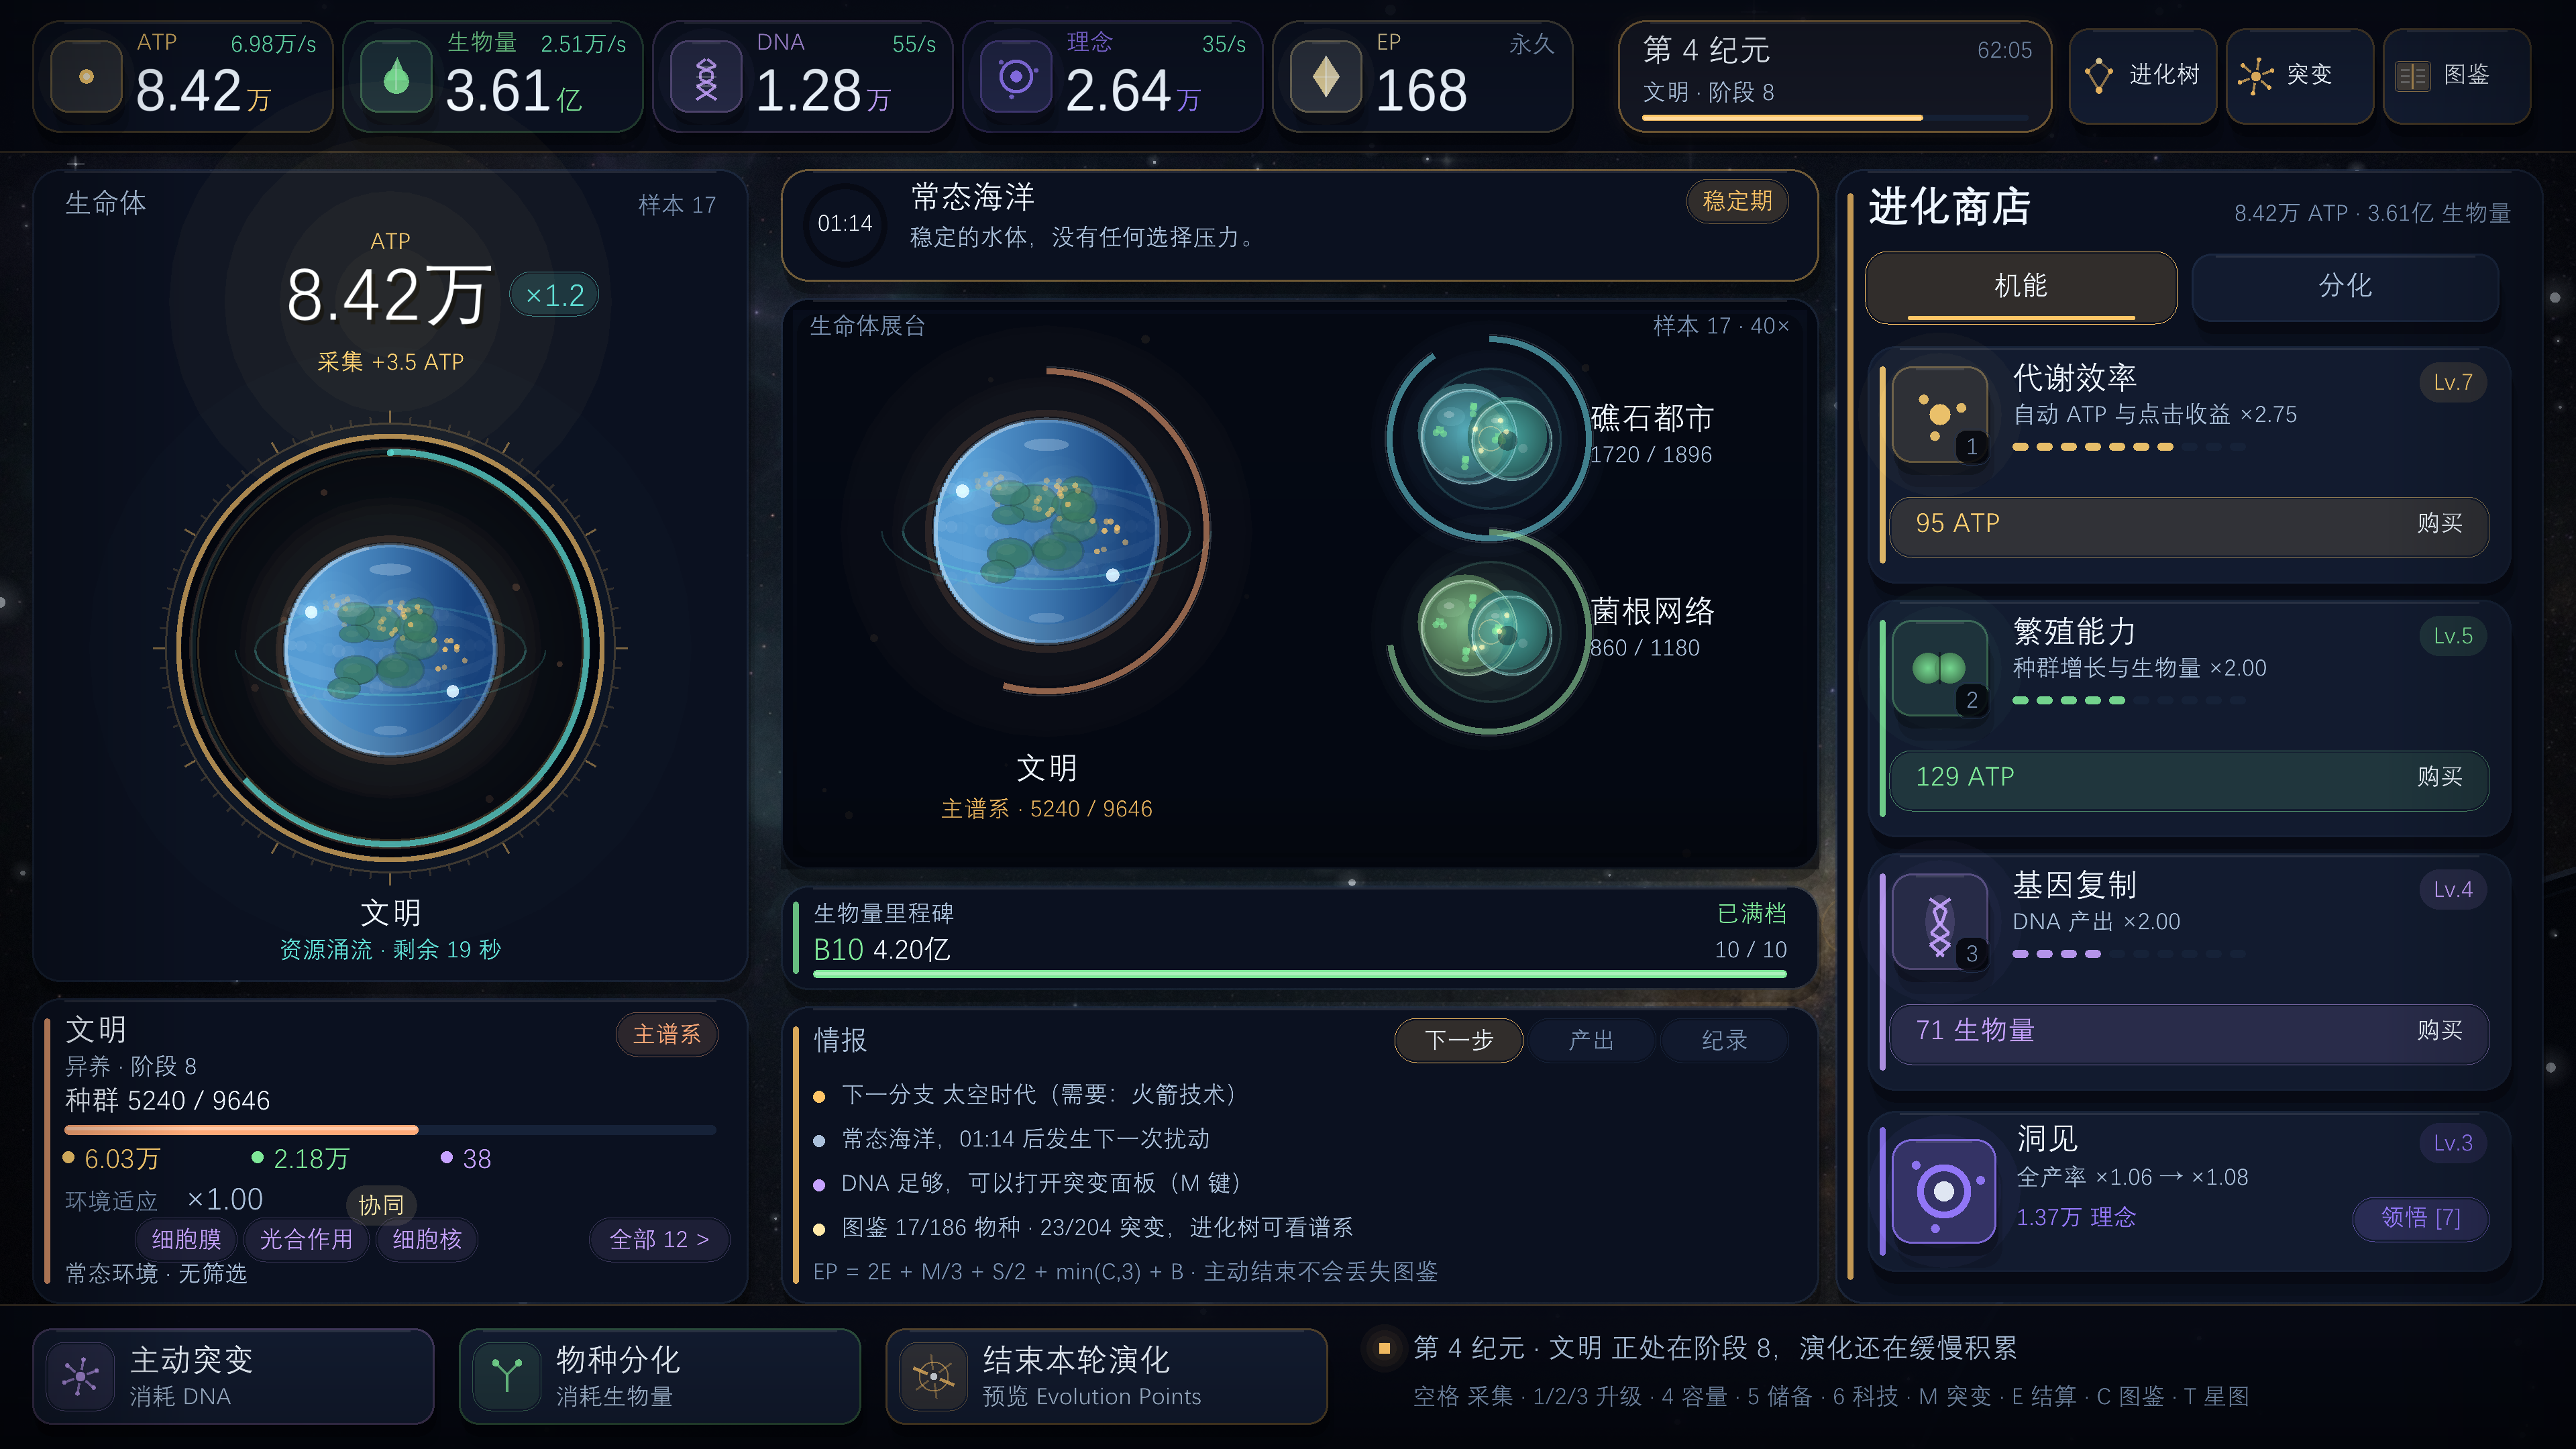 ATP 6.98万/s
8.42万
生物量 2.51万/s
3.61亿
DNA 55/s
1.28万
理念 35/s
2.64万
EP 永久
168
第 4 纪元 62:05
文明 · 阶段 8
进化树
突变
图鉴
生命体 样本 17
ATP
8.42万 ×1.2
采集 +3.5 ATP
文明
资源涌流 · 剩余 19 秒
文明 主谱系
异养 · 阶段 8
种群 5240 / 9646
6.03万 2.18万 38
环境适应 ×1.00 协同
细胞膜 光合作用 细胞核 全部 12 >
常态环境 · 无筛选
01:14
常态海洋 稳定期
稳定的水体，没有任何选择压力。
生命体展台 样本 17 · 40×
礁石都市
1720 / 1896
菌根网络
860 / 1180
文明
主谱系 · 5240 / 9646
生物量里程碑 已满档
B10 4.20亿 10 / 10
情报 下一步 产出 纪录
下一分支 太空时代（需要：火箭技术）
常态海洋，01:14 后发生下一次扰动
DNA 足够，可以打开突变面板（M 键）
图鉴 17/186 物种 · 23/204 突变，进化树可看谱系
EP = 2E + M/3 + S/2 + min(C,3) + B · 主动结束不会丢失图鉴
进化商店 8.42万 ATP · 3.61亿 生物量
机能 分化
代谢效率 Lv.7
自动 ATP 与点击收益 ×2.75
1
95 ATP 购买
繁殖能力 Lv.5
种群增长与生物量 ×2.00
2
129 ATP 购买
基因复制 Lv.4
DNA 产出 ×2.00
3
71 生物量 购买
洞见 Lv.3
全产率 ×1.06 → ×1.08
1.37万 理念 领悟 [7]
主动突变
消耗 DNA
物种分化
消耗生物量
结束本轮演化
预览 Evolution Points
第 4 纪元 · 文明 正处在阶段 8，演化还在缓慢积累
空格 采集 · 1/2/3 升级 · 4 容量 · 5 储备 · 6 科技 · M 突变 · E 结算 · C 图鉴 · T 星图